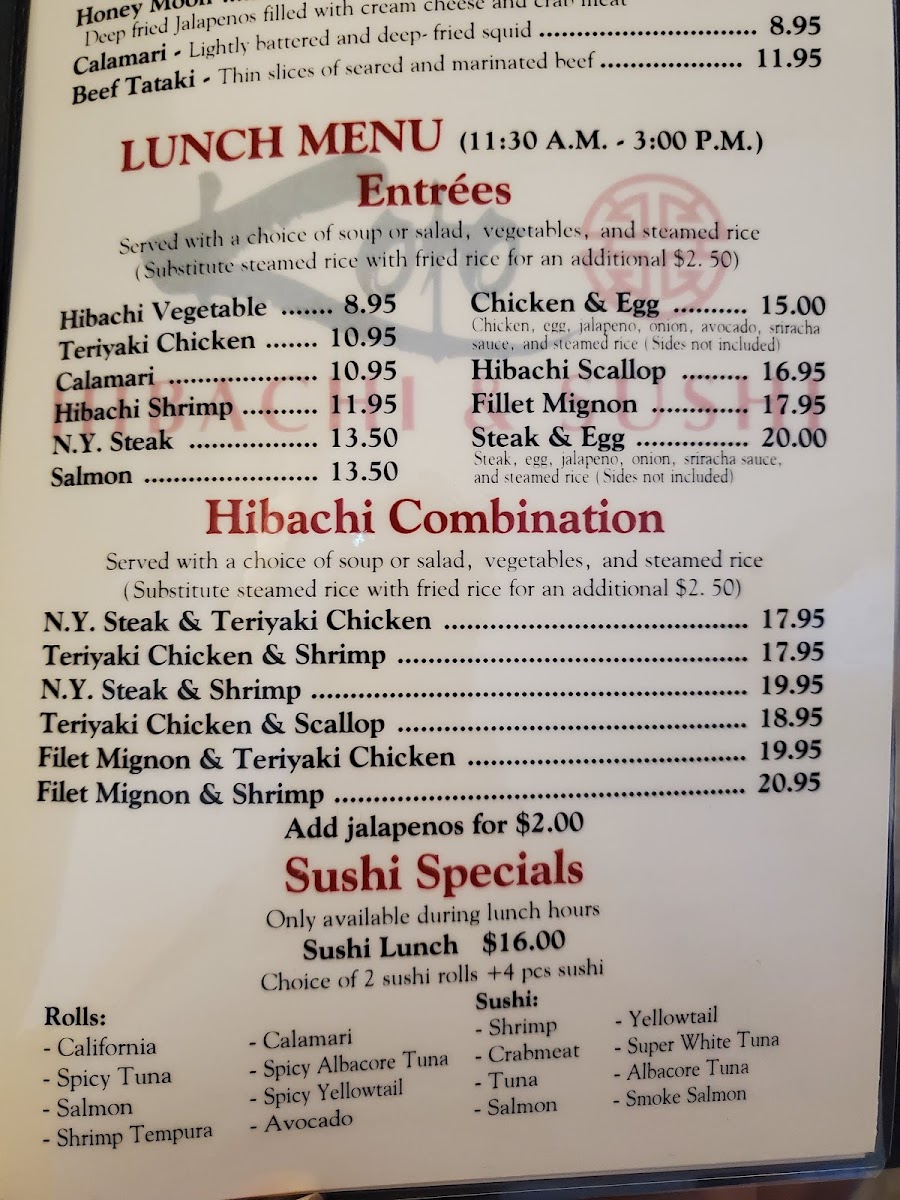 Honey Moon
Deep fried Jalapenos filled with cream cheese and crab meat
Calamari - Lightly battered and deep-fried squid ............................ 8.95
Beef Tataki - Thin slices of seared and marinated beef .................. 11.95
LUNCH MENU (11:30 A.M. - 3:00 P.M.)
Entrées
Served with a choice of soup or salad, vegetables, and steamed rice
(Substitute steamed rice with fried rice for an additional $2. 50)
Hibachi Vegetable ....... 8.95
Teriyaki Chicken ....... 10.95
Calamari .................... 10.95
Hibachi Shrimp .......... 11.95
N.Y. Steak ................. 13.50
Salmon ....................... 13.50
Chicken & Egg .......... 15.00
Chicken, egg, jalapeno, onion, avocado, sriracha
sauce, and steamed rice (Sides not included)
Hibachi Scallop ......... 16.95
Fillet Mignon ............. 17.95
Steak & Egg ............... 20.00
Steak, egg, jalapeno, onion, sriracha sauce,
and steamed rice (Sides not included)
Kojo
HIBACHI & SUSHI
Hibachi Combination
Served with a choice of soup or salad, vegetables, and steamed rice
(Substitute steamed rice with fried rice for an additional $2. 50)
N.Y. Steak & Teriyaki Chicken ........................................ 17.95
Teriyaki Chicken & Shrimp .............................................. 17.95
N.Y. Steak & Shrimp ......................................................... 19.95
Teriyaki Chicken & Scallop .............................................. 18.95
Filet Mignon & Teriyaki Chicken ..................................... 19.95
Filet Mignon & Shrimp ...................................................... 20.95
Add jalapenos for $2.00
Sushi Specials
Only available during lunch hours
Sushi Lunch $16.00
Choice of 2 sushi rolls +4 pcs sushi
Rolls:
- California
- Spicy Tuna
- Salmon
- Shrimp Tempura
- Calamari
- Spicy Albacore Tuna
- Spicy Yellowtail
- Avocado
Sushi:
- Shrimp
- Crabmeat
- Tuna
- Salmon
- Yellowtail
- Super White Tuna
- Albacore Tuna
- Smoke Salmon